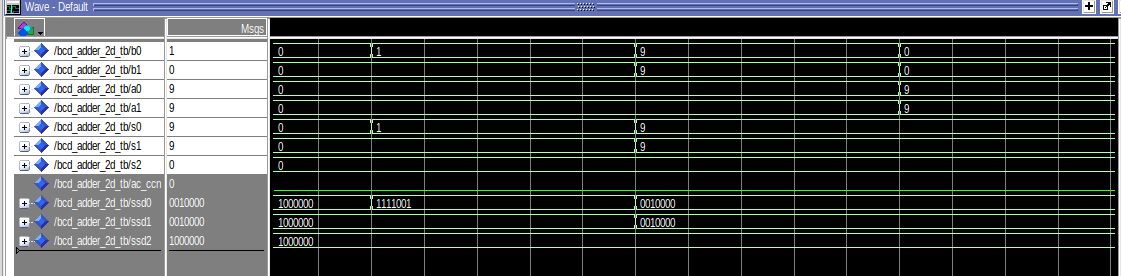 Wave - Default
Msgs
/bcd_adder_2d_tb/b0 1 0 1 9 0
/bcd_adder_2d_tb/b1 0 0 9 0
/bcd_adder_2d_tb/a0 9 0 9
/bcd_adder_2d_tb/a1 9 0 9
/bcd_adder_2d_tb/s0 9 0 1 9
/bcd_adder_2d_tb/s1 9 0 9
/bcd_adder_2d_tb/s2 0 0
/bcd_adder_2d_tb/ac_ccn 0
/bcd_adder_2d_tb/ssd0 0010000 1000000 1111001 0010000
/bcd_adder_2d_tb/ssd1 0010000 1000000 0010000
/bcd_adder_2d_tb/ssd2 1000000 1000000